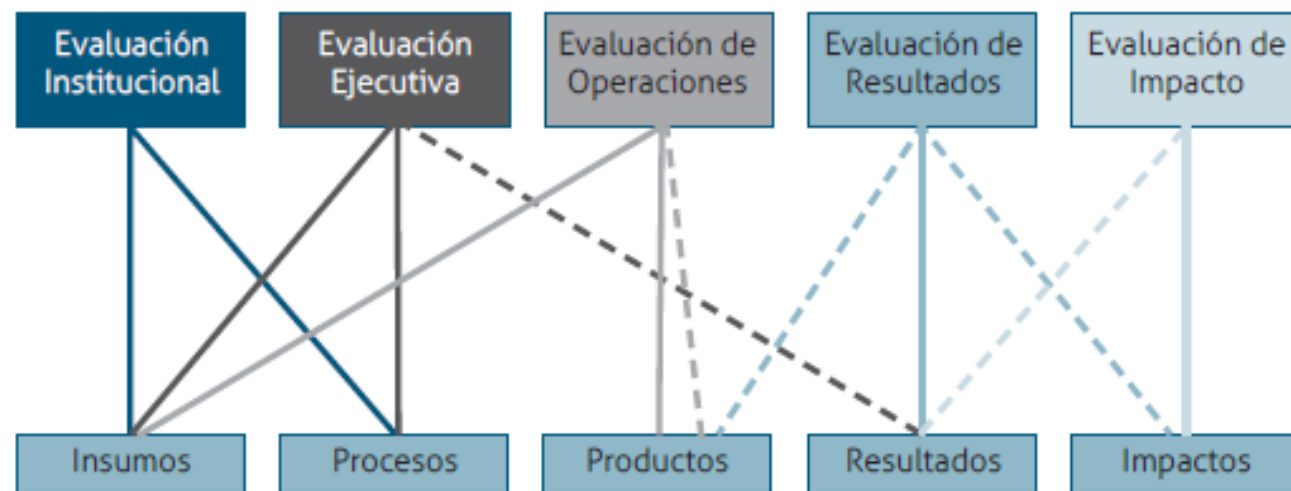 Evaluación
Institucional
Evaluación
Ejecutiva
Evaluación de
Operaciones
Evaluación de
Resultados
Evaluación de
Impacto
Insumos
Procesos
Productos
Resultados
Impactos